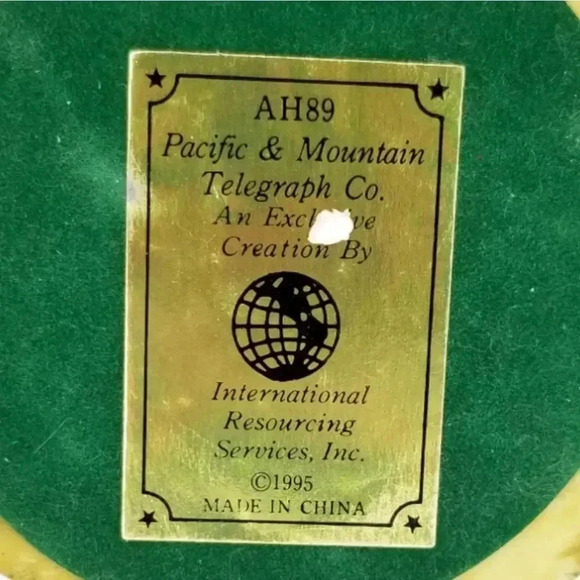 AH89
Pacific & Mountain
Telegraph Co.
An
Creation By
International
Resourcing
Services, Inc.
©1995
MADE IN CHINA